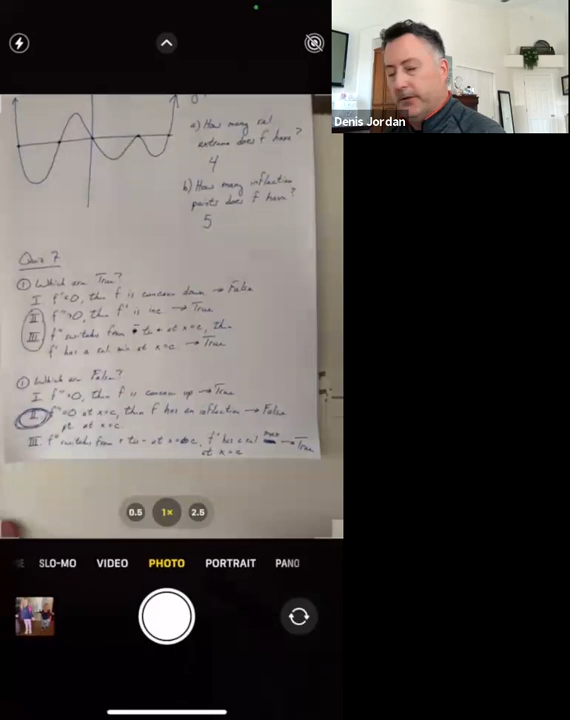 Denis Jordan
a) How many rel
extrema does f have?
4
b) How many inflection
points does f have?
5
Quiz 7
① Which are True?
I f'<0, then f is concave down → False
II f">0, then f' is inc. → True
III f" switches from - to + at x=c, then
f' has a rel min at x=c → True
① Which are False?
I. f">0, then f is concave up → True
II f"=0 at x=c, then f has an inflection → False
pt at x=c.
III. f" switches from + to - at x=c, f' has a rel max → True
at x=c
0.5
1×
2.5
SLO-MO
VIDEO
PHOTO
PORTRAIT
PANO